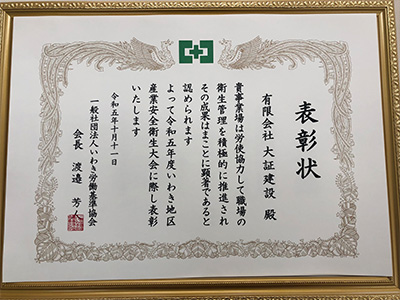 表彰状
有限会社 大証建設 殿
貴事業場は労使協力して職場の
衛生管理を積極的に推進され
その成果はまことに顕著であると
認められます
よって令和五年度いわき地区
産業安全衛生大会に際し表彰
いたします
令和五年十月十一日
一般社団法人いわき労働基準協会
会長 渡邉 芳人